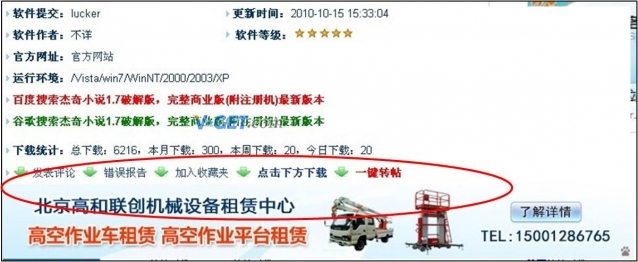 软件提交：lucker 更新时间：2010-10-15 15:33:04
软件作者：不详 软件等级：
官方网址：官方网站
运行环境：/Vista/win7/WinNT/2000/2003/XP
百度搜索杰奇小说1.7破解版，完整商业版(附注册机)最新版本
谷歌搜索杰奇小说1.7破解版，完整商业版(附注册机)最新版本
V-GET.com
下载统计：总下载：6216，本月下载：300，本周下载：20，今日下载：20
发表评论 错误报告 加入收藏夹 点击下方下载 一键转帖
北京高和联创机械设备租赁中心
高空作业车租赁 高空作业平台租赁
了解详情
TEL:15001286765